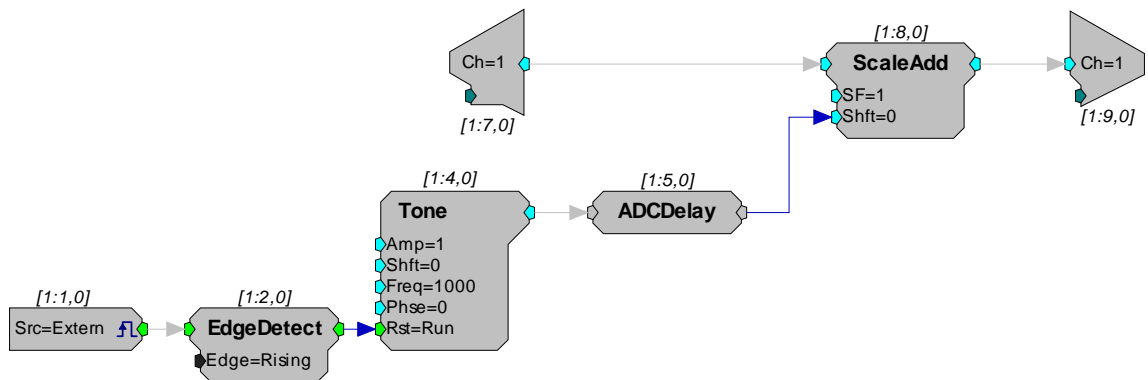 [1:8,0]
Ch=1
ScaleAdd
Ch=1
SF=1
Shft=0
[1:7,0]
[1:9,0]
[1:4,0]
[1:5,0]
Tone
ADCDelay
Amp=1
Shft=0
Freq=1000
Phse=0
Rst=Run
[1:1,0]
[1:2,0]
Src=Extern
EdgeDetect
Edge=Rising